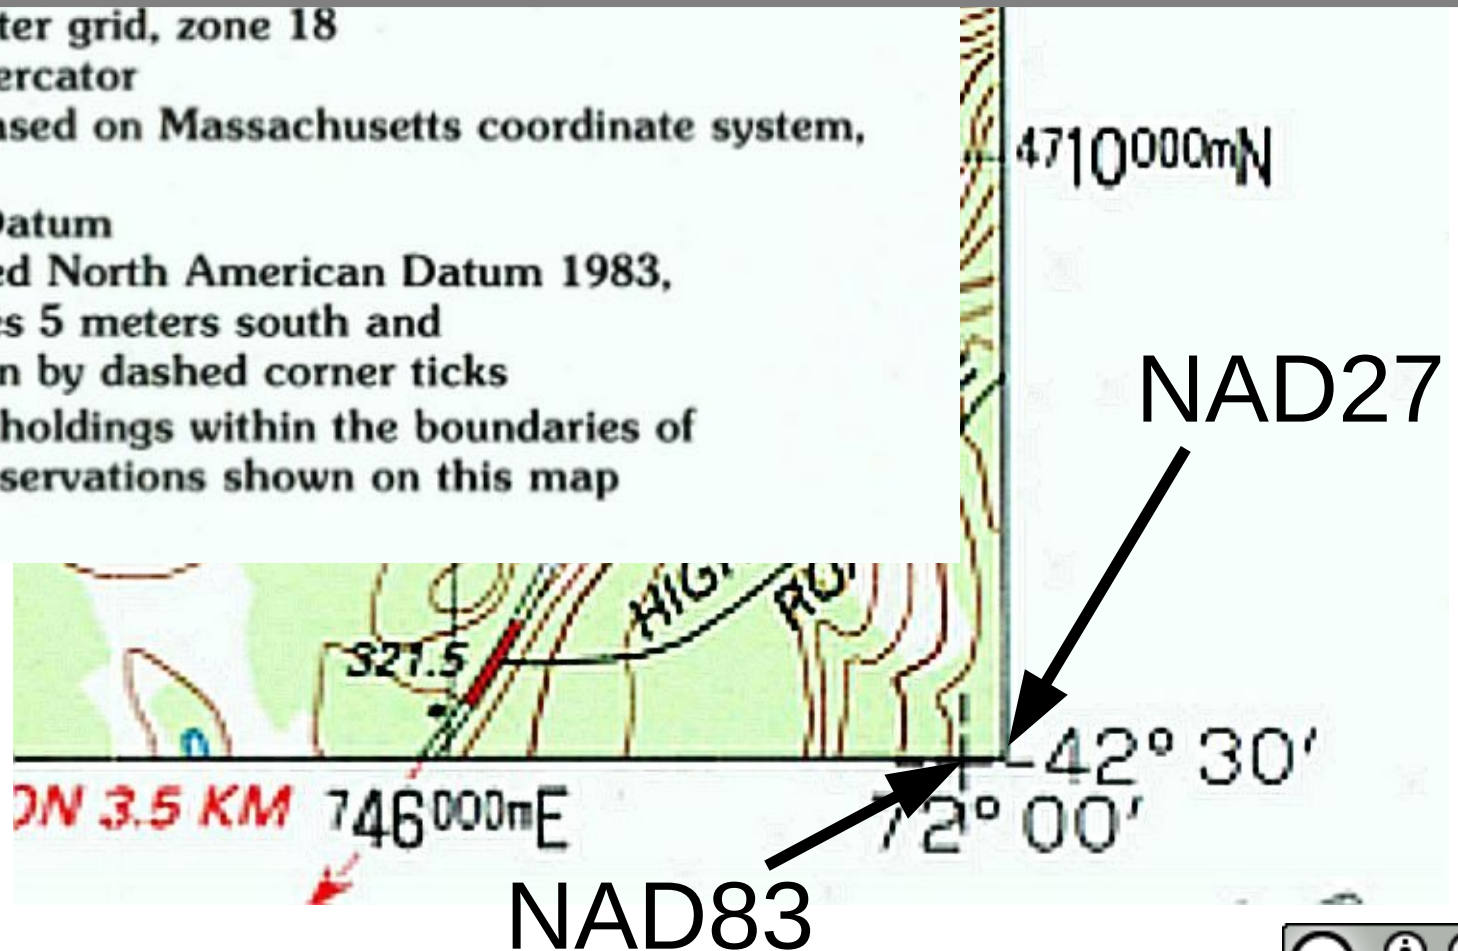 ter grid, zone 18
ercator
ased on Massachusetts coordinate system,
Datum
ed North American Datum 1983,
es 5 meters south and
n by dashed corner ticks
holdings within the boundaries of
servations shown on this map
4710000mN
NAD27
HIGH
RO
321.5
42° 30′
ON 3.5 KM
746000mE
72° 00′
NAD83